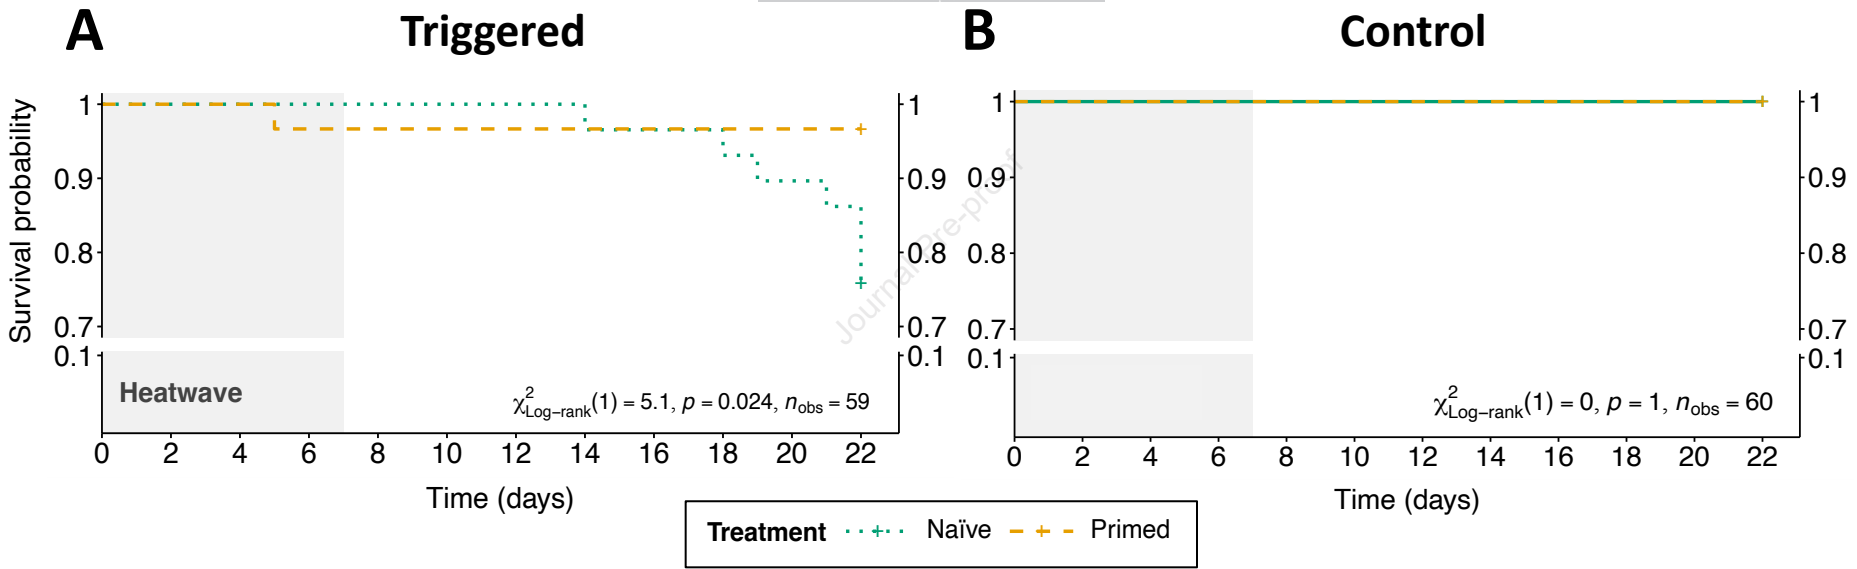 A Triggered
B Control
Survival probability
1
0.9
0.8
0.7
0.1
1
0.9
0.8
0.7
0.1
Heatwave
χ²Log−rank(1) = 5.1, p = 0.024, nobs = 59
0 2 4 6 8 10 12 14 16 18 20 22
Time (days)
Journal Pre-proof
1
0.9
0.8
0.7
0.1
1
0.9
0.8
0.7
0.1
χ²Log−rank(1) = 0, p = 1, nobs = 60
0 2 4 6 8 10 12 14 16 18 20 22
Time (days)
Treatment Naïve Primed